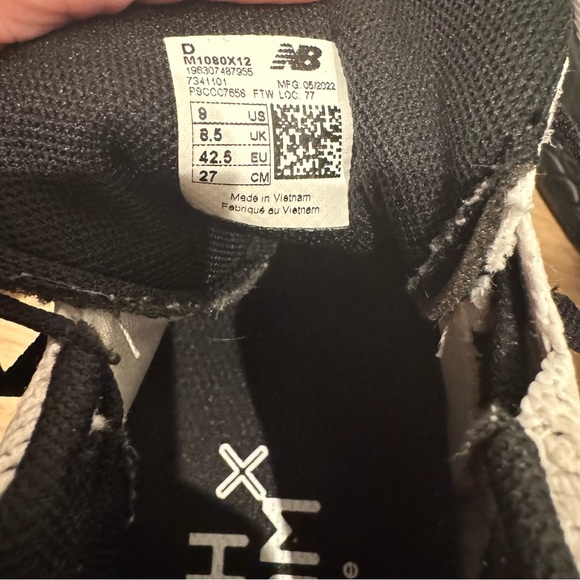 D
M1080X12
NB
196307487955
7341101 MFG. 05/2022
PSCCC7658 FTW LOC: 77
9 US
8.5 UK
42.5 EU
27 CM
Made in Vietnam
Fabriqué au Vietnam
X
H
M
e